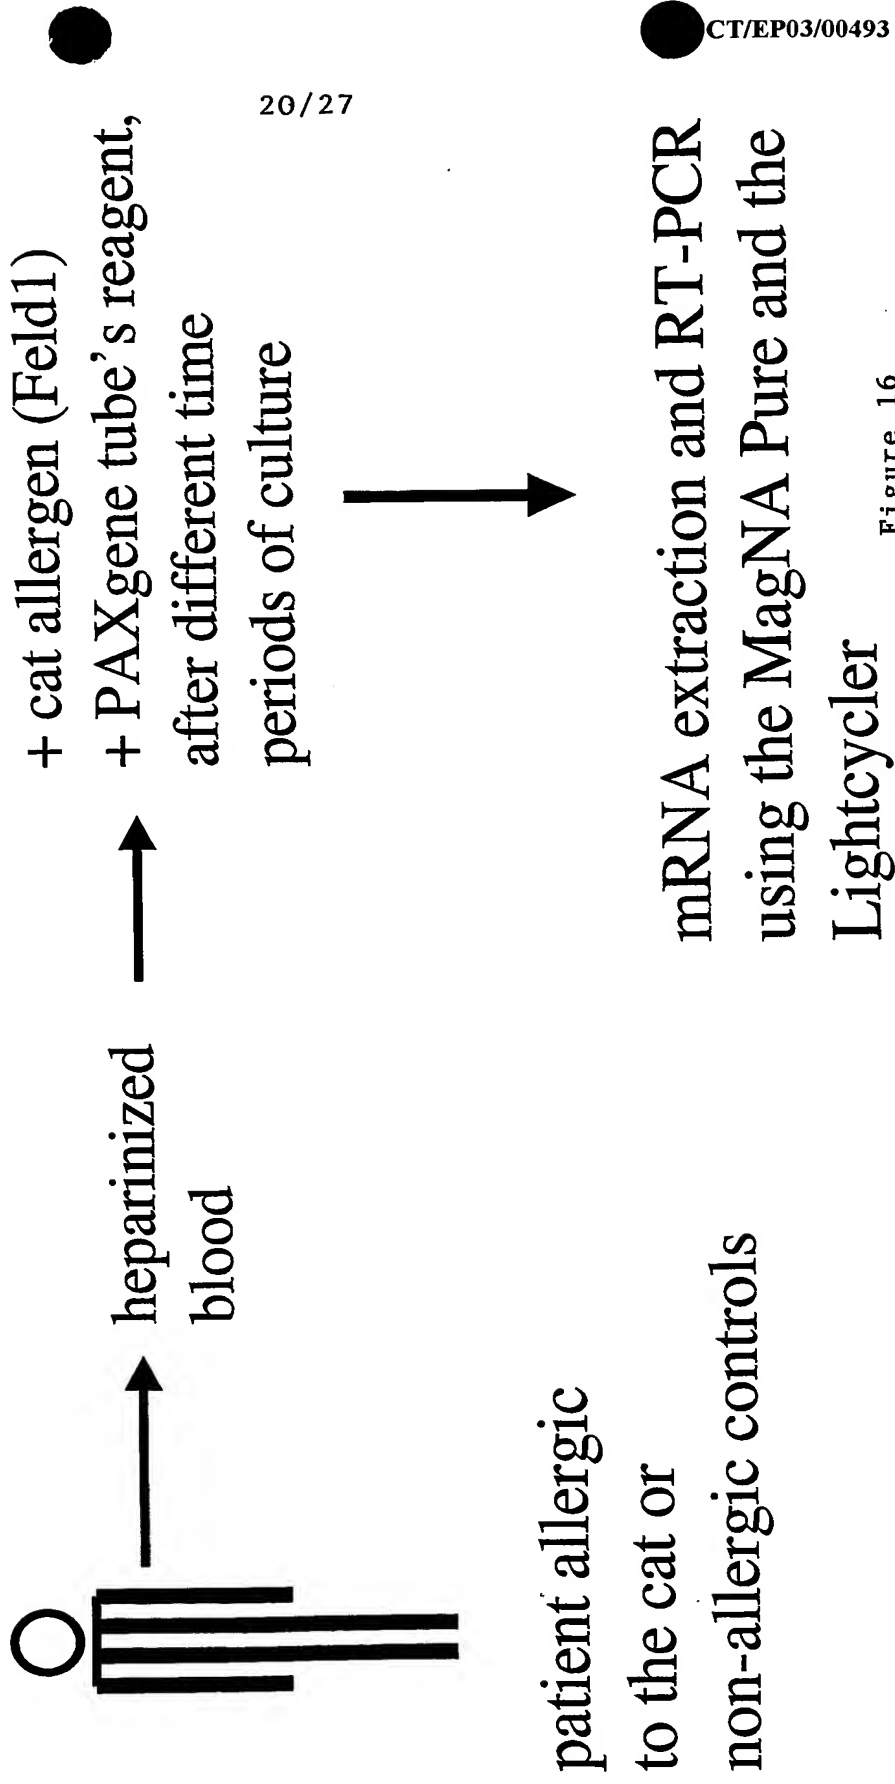 patient allergic
to the cat or
non-allergic controls
heparinized
blood
+ cat allergen (Feld1)
+ PAXgene tube's reagent,
after different time
periods of culture
mRNA extraction and RT-PCR
using the MagNA Pure and the
Lightcycler
Figure 16
20/27
CT/EP03/00493